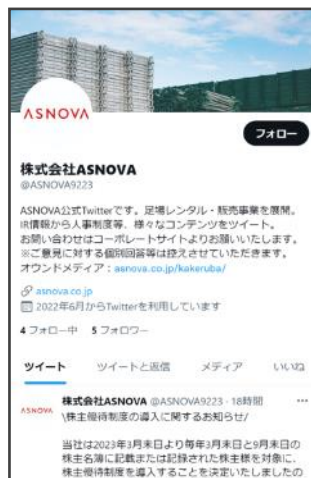 ASNOVA
フォロー
株式会社ASNOVA
@ASNOVA9223
ASNOVA公式Twitterです。足場レンタル・販売事業を展開。
IR情報から人事制度等、様々なコンテンツをツイート。
お問い合わせはコーポレートサイトよりお願いいたします。
※ご意見に対する個別回答等は控えさせていただきます。
オウンドメディア：asnova.co.jp/kakeruba/
asnova.co.jp
2022年6月からTwitterを利用しています
4 フォロー中 5 フォロワー
ツイート ツイートと返信 メディア いいね
ASNOVA 株式会社ASNOVA @ASNOVA9223・18時間 …
\株主優待制度の導入に関するお知らせ/
当社は2023年3月末日より毎年3月末日と9月末日の
株主名簿に記載または記録された株主様を対象に、
株主優待制度を導入することを決定いたしましたの